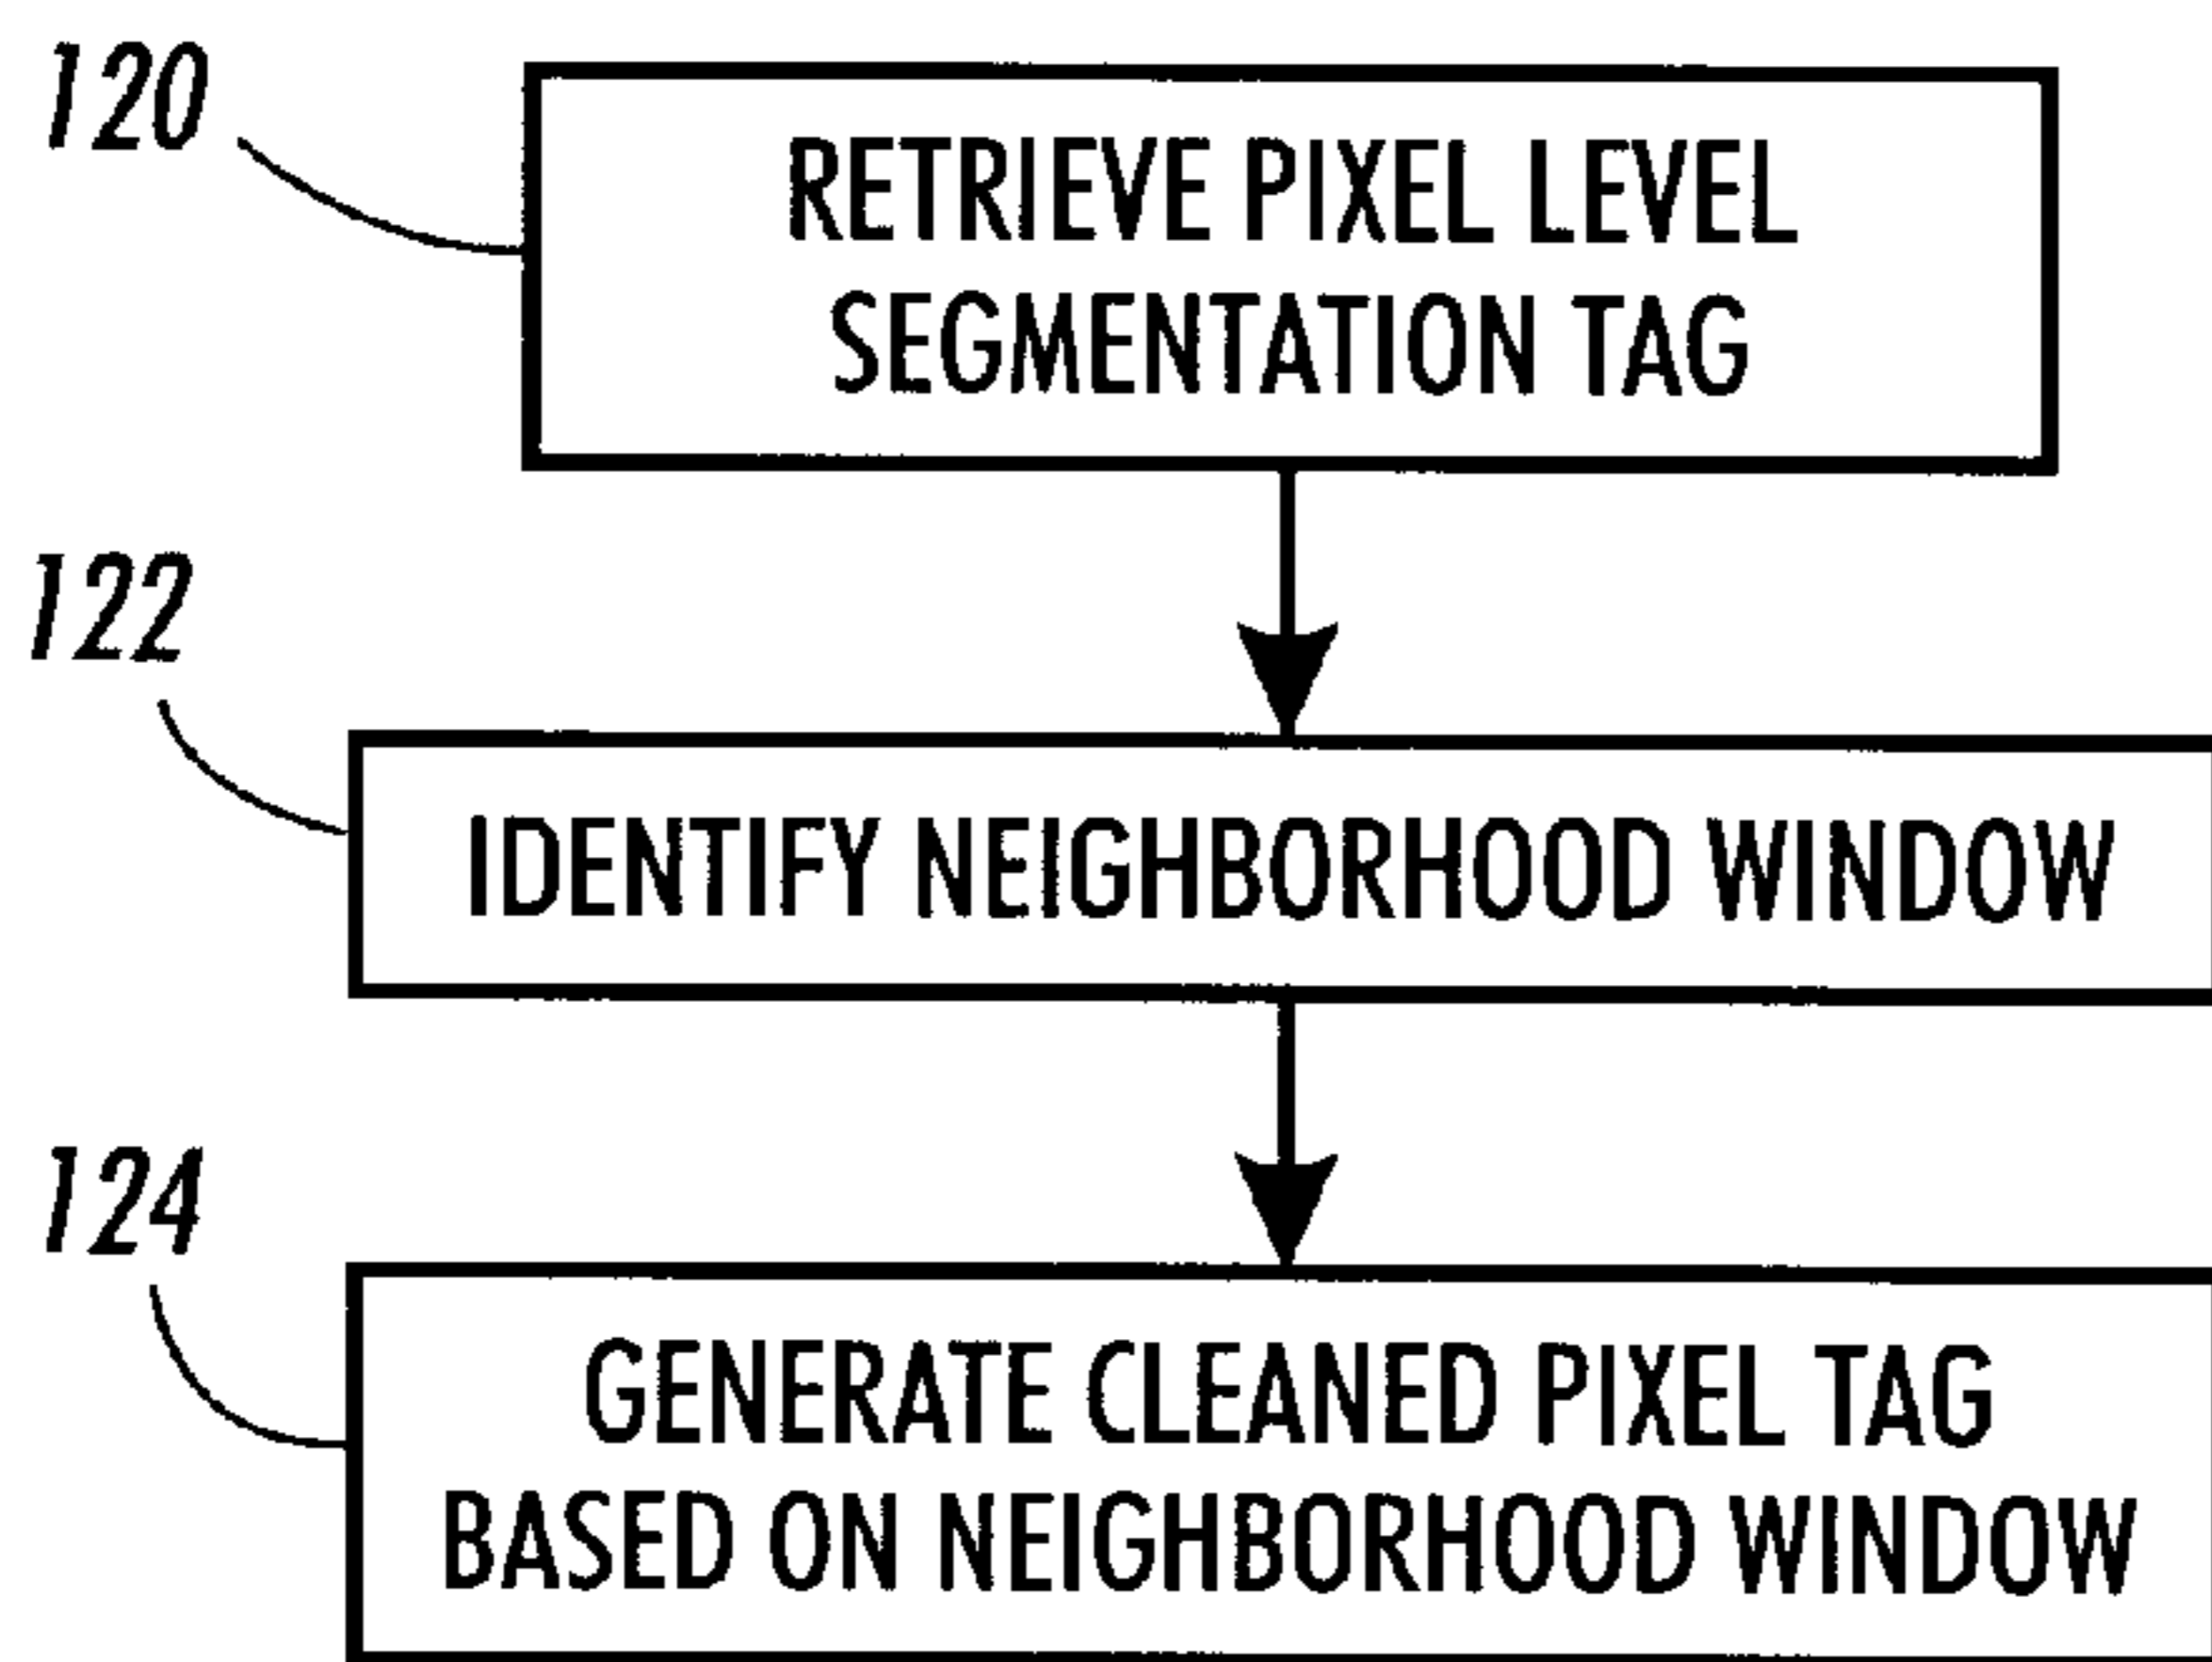 120
RETRIEVE PIXEL LEVEL
SEGMENTATION TAG
122
IDENTIFY NEIGHBORHOOD WINDOW
124
GENERATE CLEANED PIXEL TAG
BASED ON NEIGHBORHOOD WINDOW